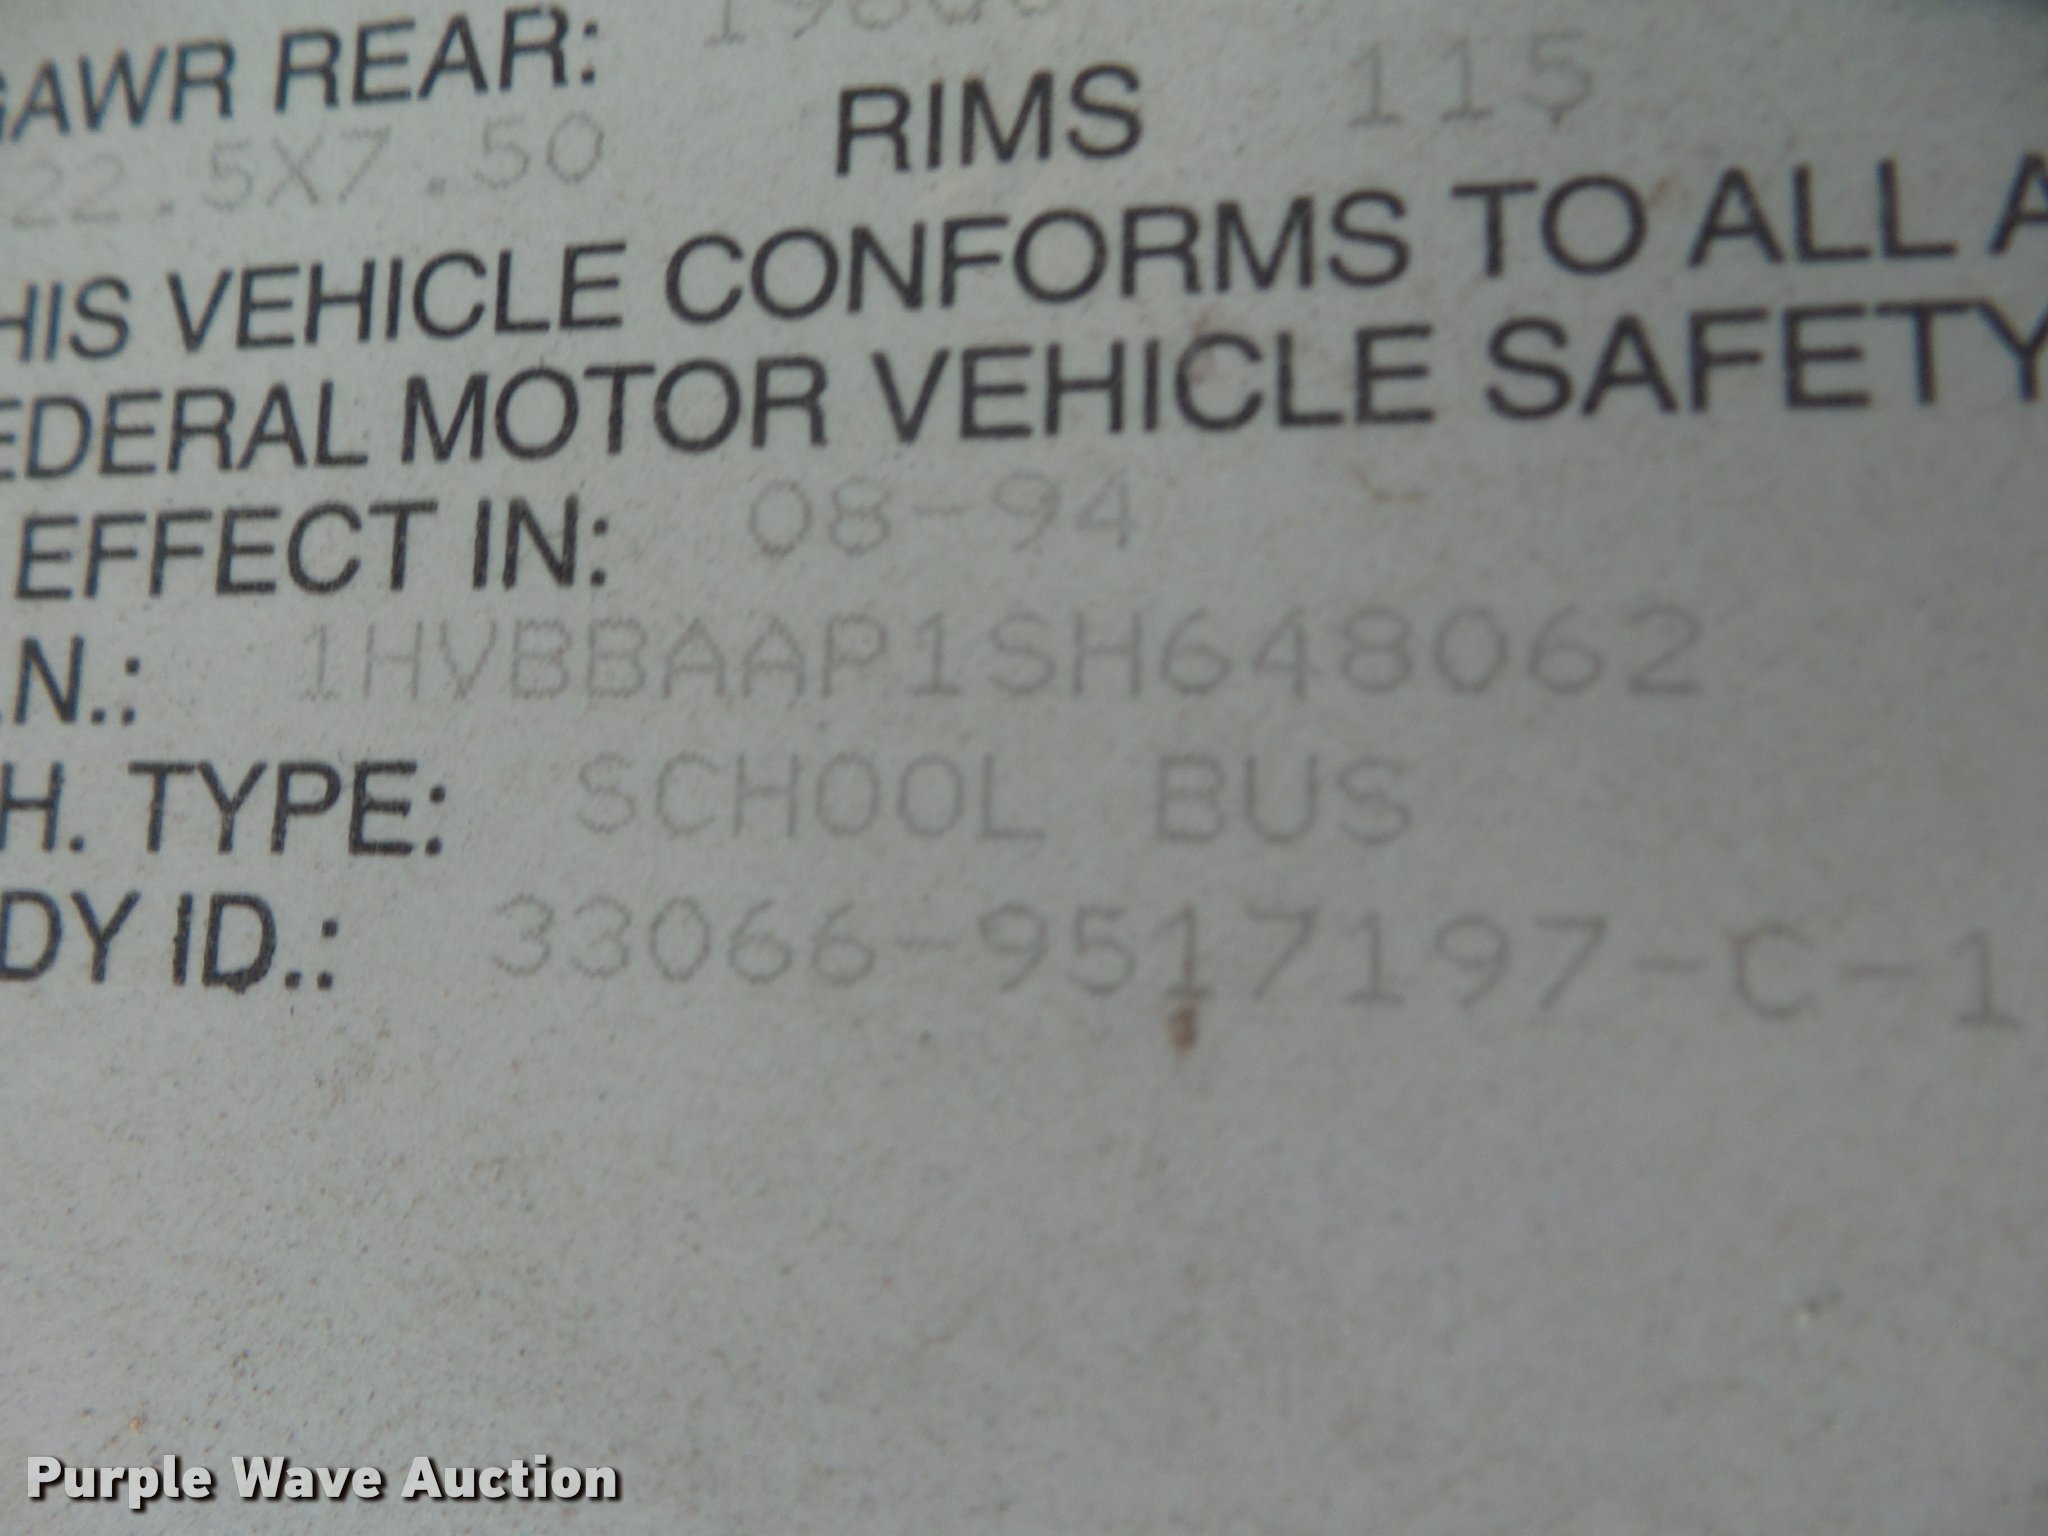 GAWR REAR: 19800
22.5X7.50 RIMS 115
HIS VEHICLE CONFORMS TO ALL A
EDERAL MOTOR VEHICLE SAFETY
EFFECT IN: 08-94
.N.: 1HVBBAAP1SH648062
H. TYPE: SCHOOL BUS
DY ID.: 33066-9517197-C-1
Purple Wave Auction